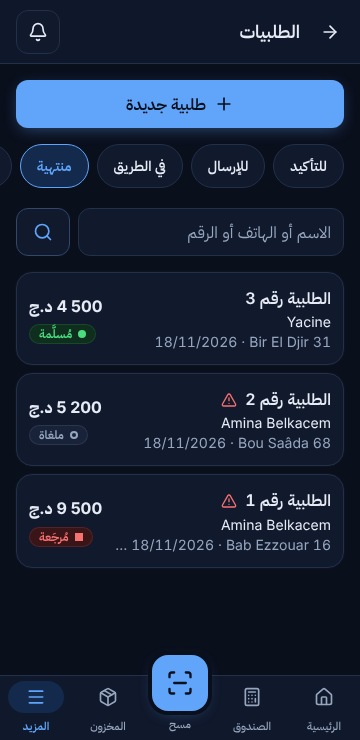 الطلبيات
طلبية جديدة
للتأكيد
للإرسال
في الطريق
منتهية
الاسم أو الهاتف أو الرقم
الطلبية رقم 3
4 500 د.ج
Yacine
مُسلَّمة
18/11/2026 · Bir El Djir 31
الطلبية رقم 2
5 200 د.ج
Amina Belkacem
ملغاة
18/11/2026 · Bou Saâda 68
الطلبية رقم 1
9 500 د.ج
Amina Belkacem
مُرجَعة
... 18/11/2026 · Bab Ezzouar 16
الرئيسية
الصندوق
مسح
المخزون
المزيد